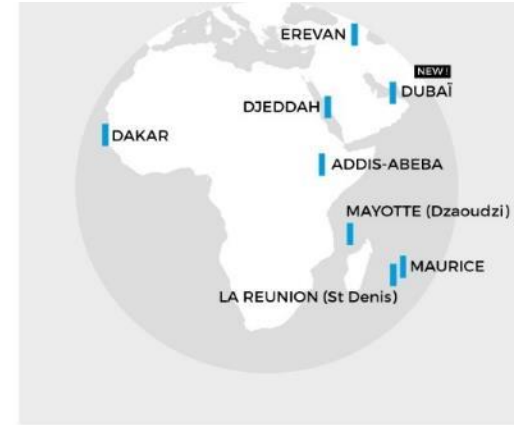 EREVAN
NEW!
DUBAÏ
DJEDDAH
DAKAR
ADDIS-ABEBA
MAYOTTE (Dzaoudzi)
MAURICE
LA REUNION (St Denis)